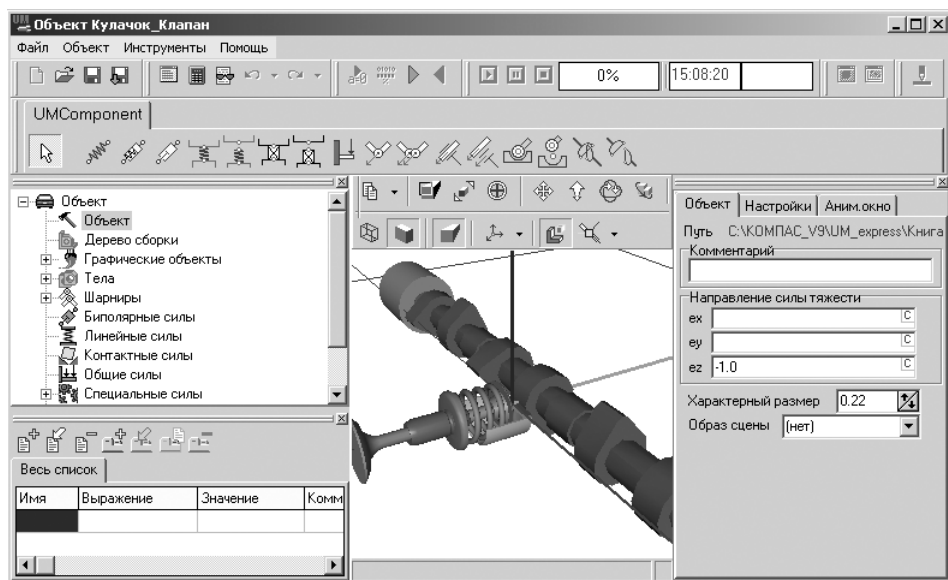 Объект Кулачок_Клапан
Файл Объект Инструменты Помощь
0% 15:08:20
UMComponent
Объект
Объект
Дерево сборки
Графические объекты
Тела
Шарниры
Биполярные силы
Линейные силы
Контактные силы
Общие силы
Специальные силы
Весь список
Имя Выражение Значение Комм
Объект Настройки Аним.окно
Путь C:\КОМПАС_V9\UM_express\Книга
Комментарий
Направление силы тяжести
ex C
ey C
ez -1.0 C
Характерный размер 0.22
Образ сцены (нет)